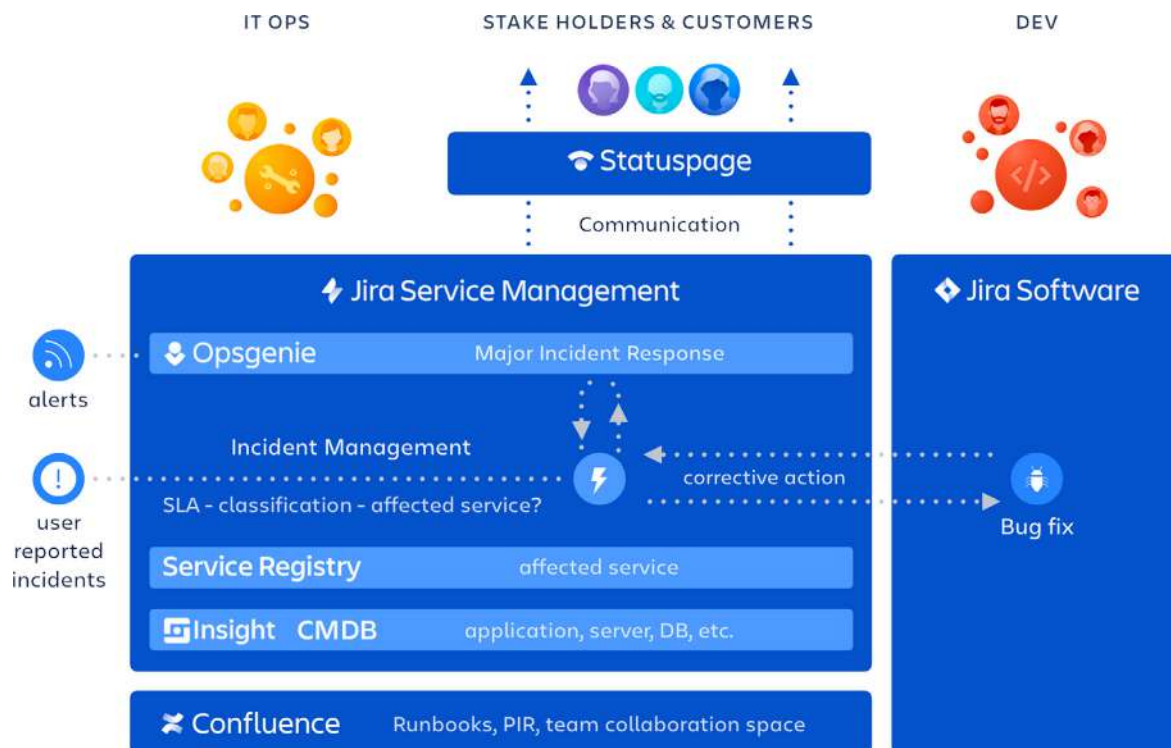 IT OPS
STAKE HOLDERS & CUSTOMERS
DEV
Statuspage
Communication
Jira Service Management
Jira Software
Opsgenie
Major Incident Response
alerts
Incident Management
corrective action
SLA - classification - affected service?
user
reported
incidents
Bug fix
Service Registry
affected service
Insight CMDB
application, server, DB, etc.
Confluence
Runbooks, PIR, team collaboration space